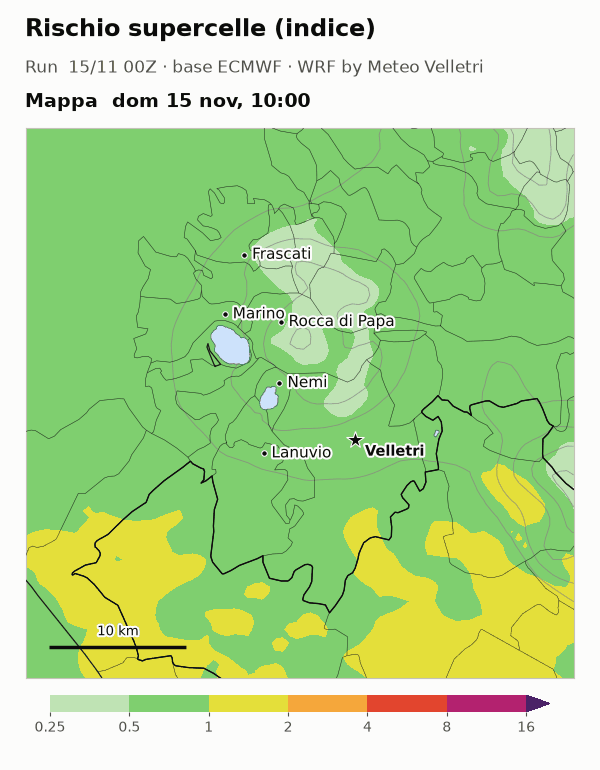 Rischio supercelle (indice)
Run  15/11 00Z · base ECMWF · WRF by Meteo Velletri
Mappa  dom 15 nov, 10:00
Frascati
Marino
Rocca di Papa
Nemi
Velletri
Lanuvio
10 km
0.25 0.5 1 2 4 8 16